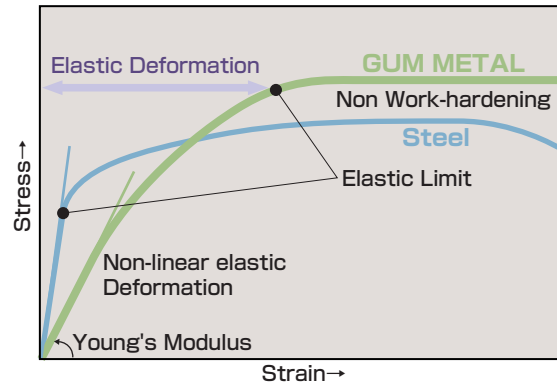 Elastic Deformation
GUM METAL
Non Work-hardening
Steel
Elastic Limit
Stress→
Non-linear elastic
Deformation
Young's Modulus
Strain→